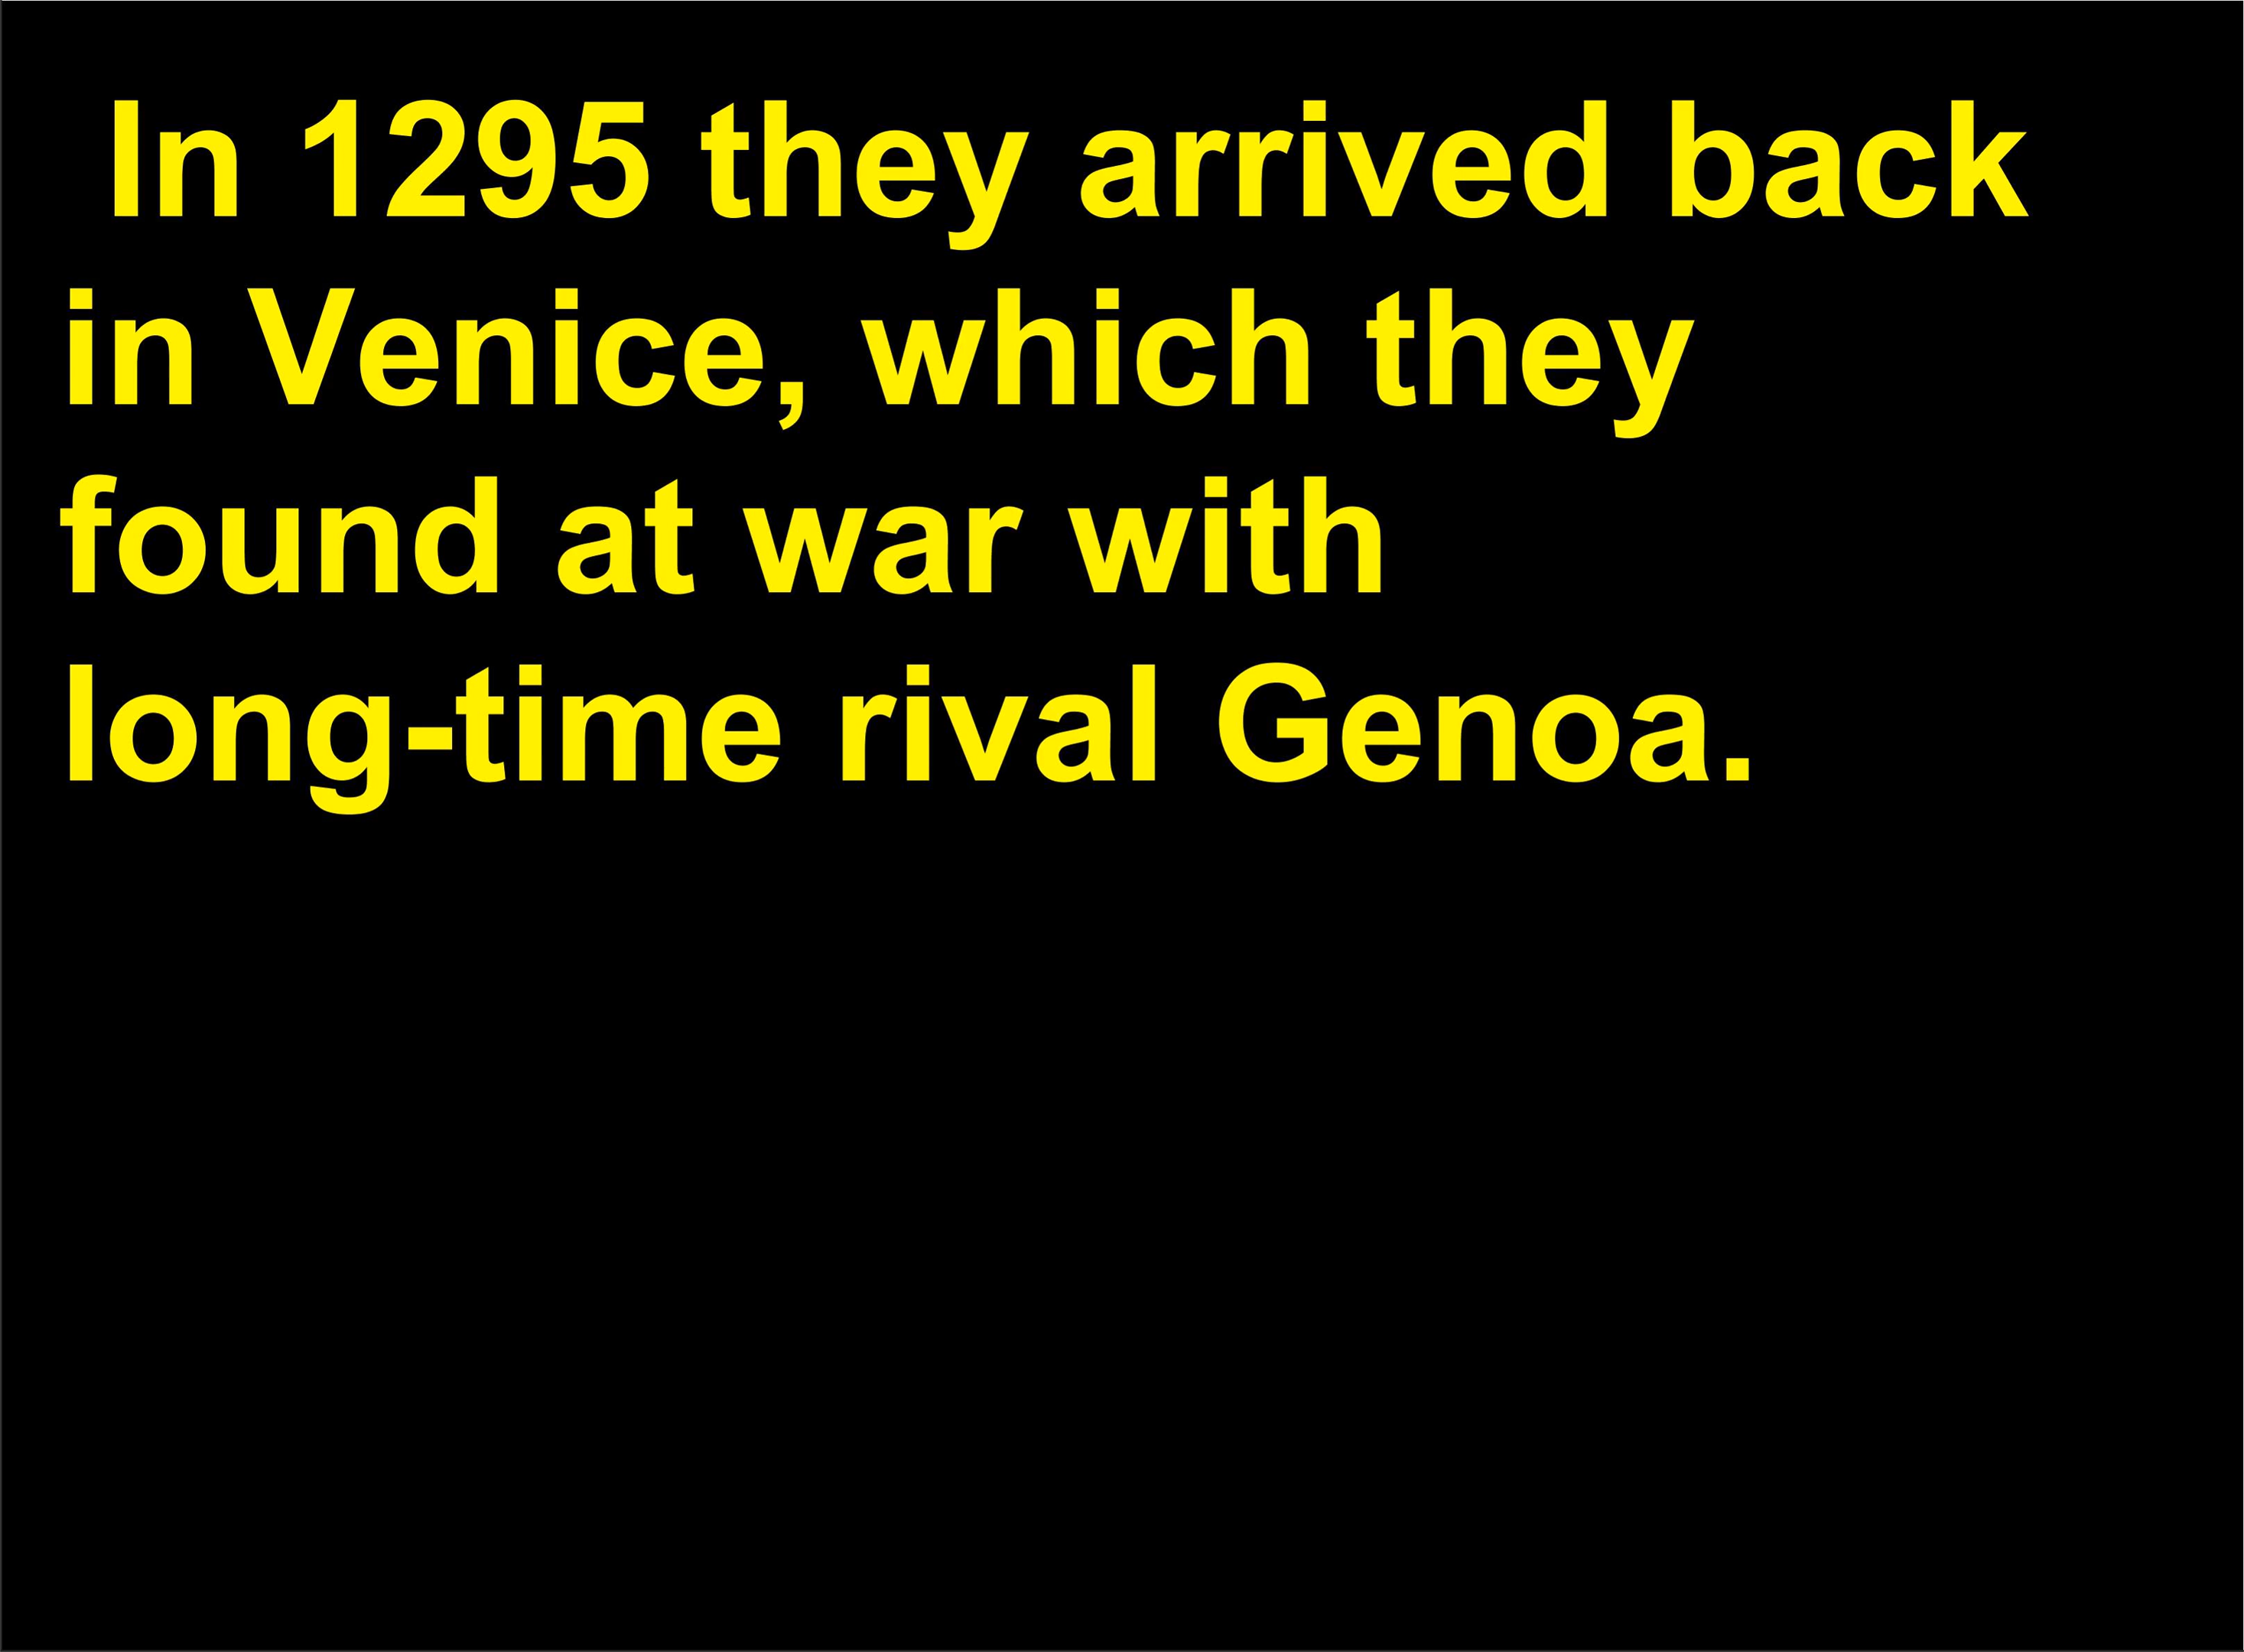 In 1295 they arrived back
in Venice, which they
found at war with
long-time rival Genoa.